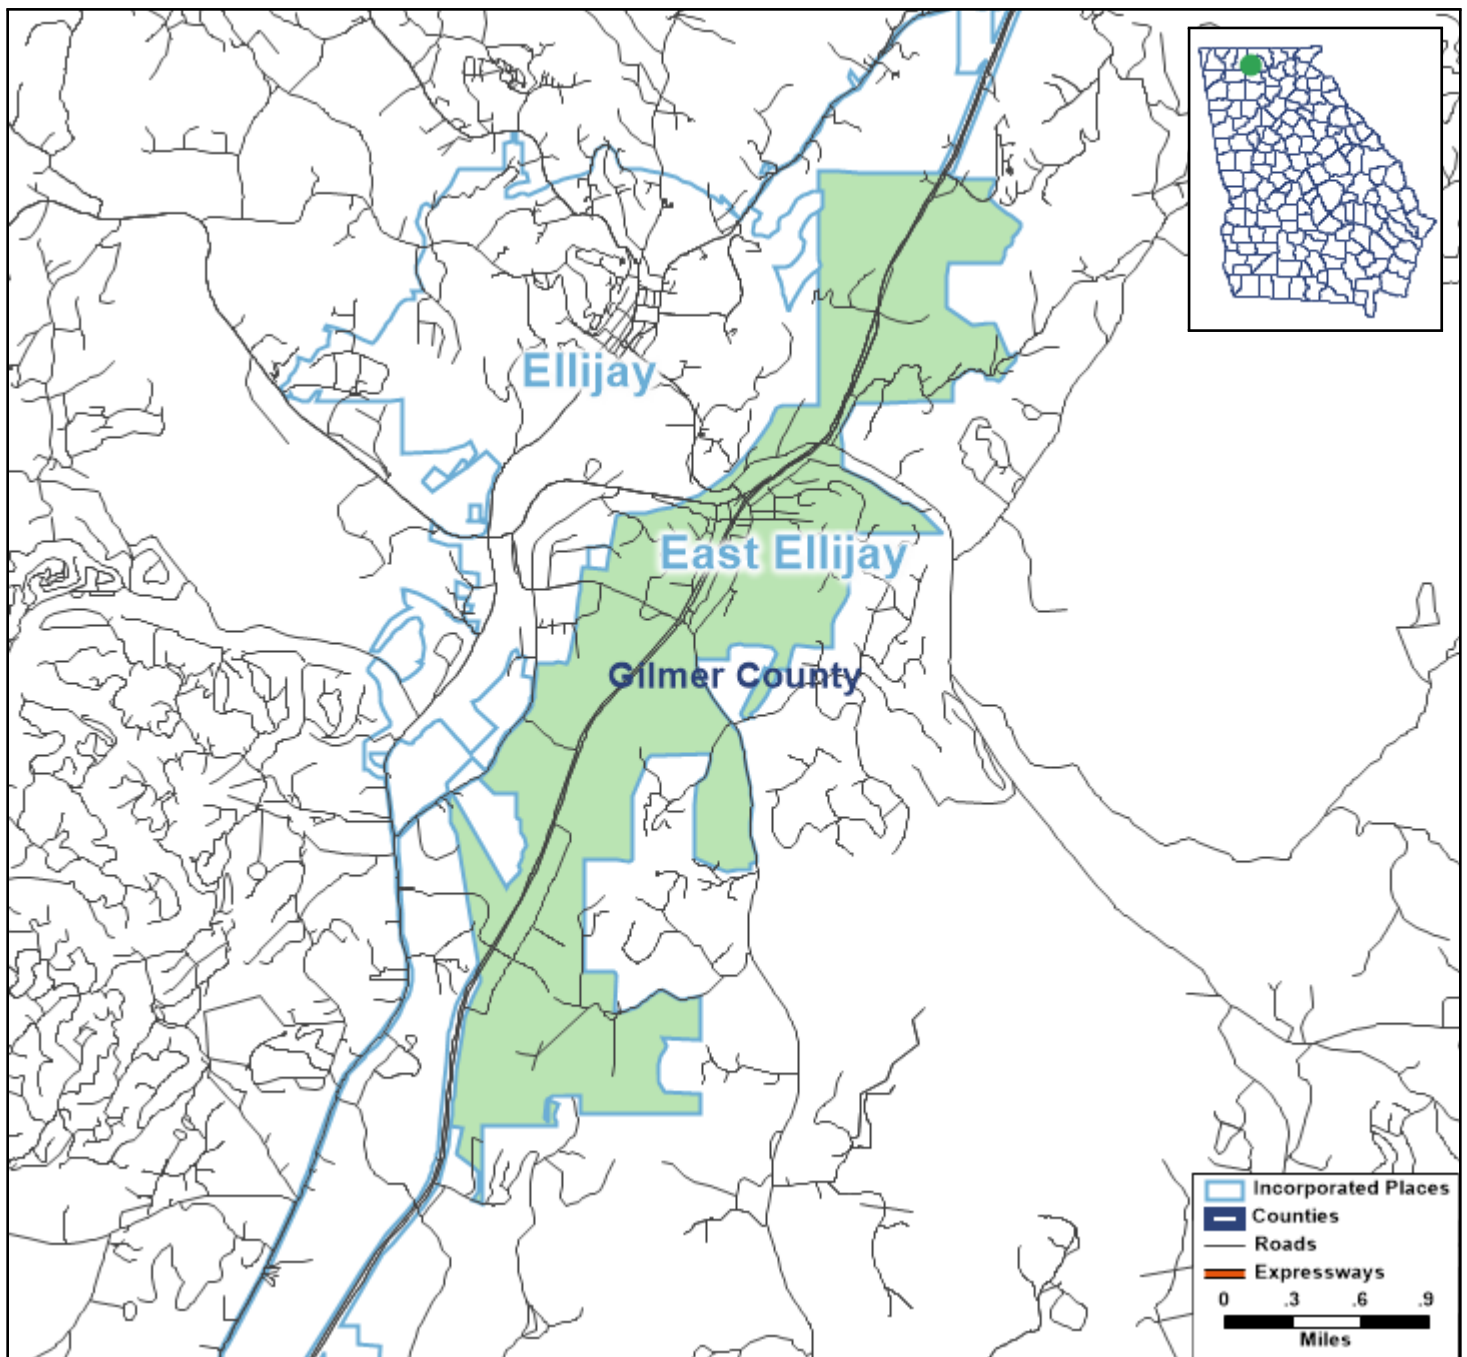 Ellijay
East Ellijay
Gilmer County
Incorporated Places
Counties
Roads
Expressways
0 .3 .6 .9
Miles